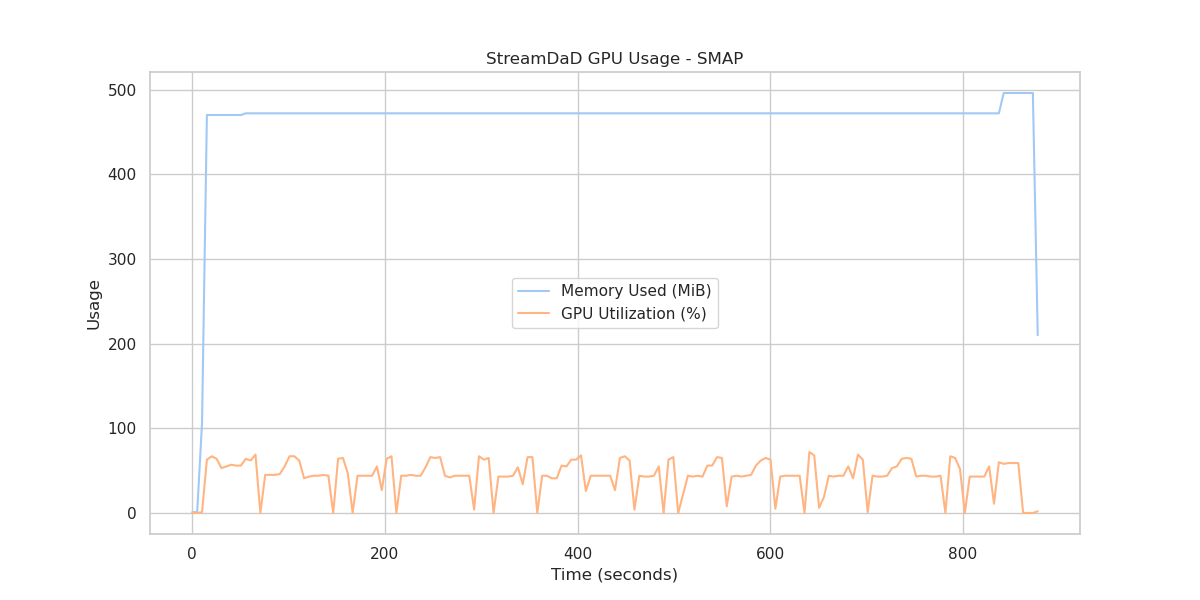 StreamDaD GPU Usage - SMAP
500
400
300
200
100
0
Usage
Memory Used (MiB)
GPU Utilization (%)
0 200 400 600 800
Time (seconds)